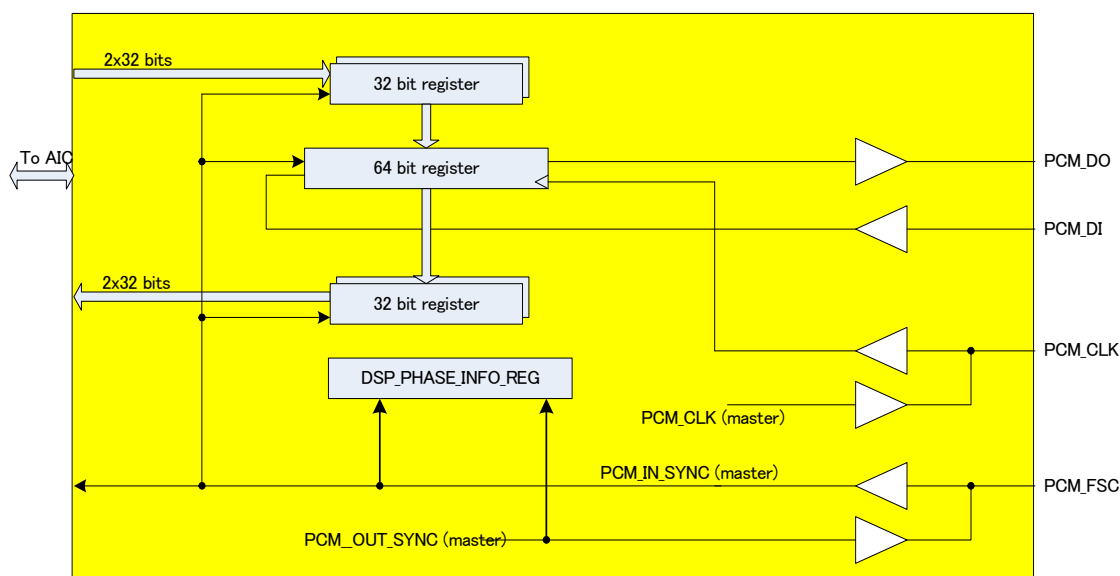 2x32 bits
32 bit register
To AIC
64 bit register
PCM_DO
PCM_DI
2x32 bits
32 bit register
PCM_CLK
DSP_PHASE_INFO_REG
PCM_CLK (master)
PCM_IN_SYNC (master)
PCM_FSC
PCM__OUT_SYNC (master)